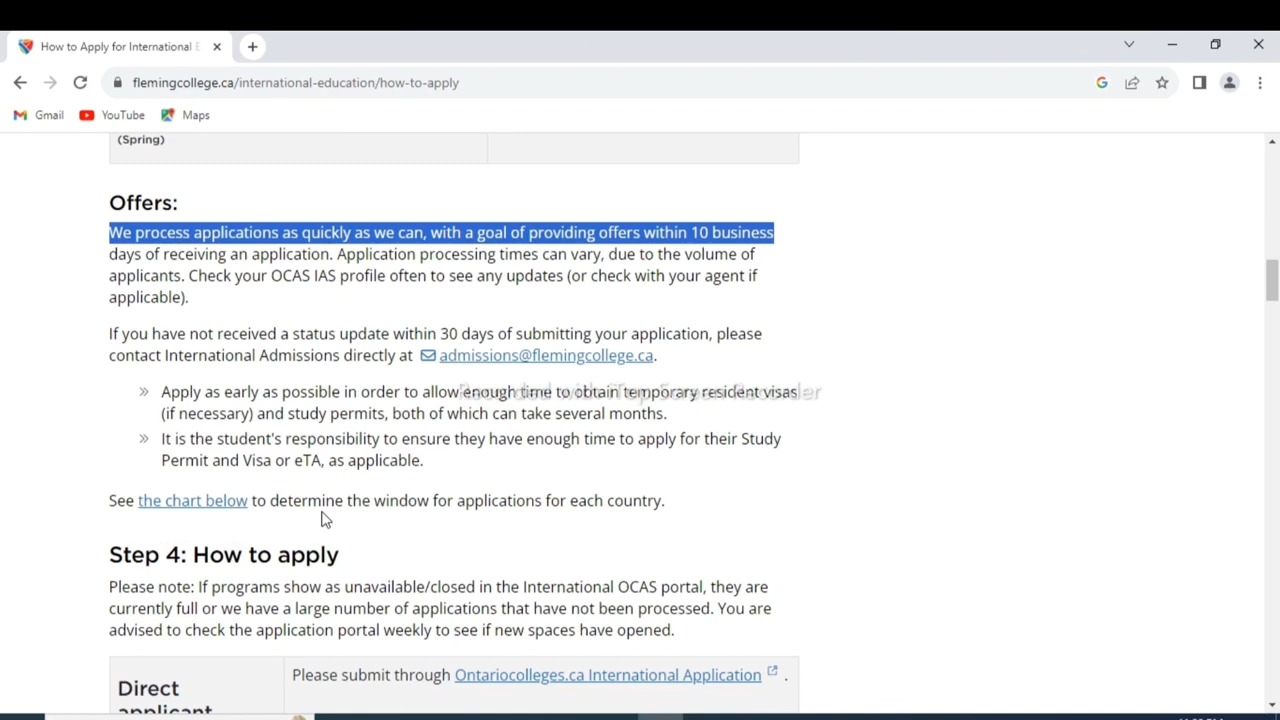 How to Apply for International E
flemingcollege.ca/international-education/how-to-apply
Gmail YouTube Maps
(Spring)
Offers:
We process applications as quickly as we can, with a goal of providing offers within 10 business
days of receiving an application. Application processing times can vary, due to the volume of
applicants. Check your OCAS IAS profile often to see any updates (or check with your agent if
applicable).
If you have not received a status update within 30 days of submitting your application, please
contact International Admissions directly at admissions@flemingcollege.ca.
» Apply as early as possible in order to allow enough time to obtain temporary resident visas
(if necessary) and study permits, both of which can take several months.
Recorded with iTop Screen Recorder
» It is the student's responsibility to ensure they have enough time to apply for their Study
Permit and Visa or eTA, as applicable.
See the chart below to determine the window for applications for each country.
Step 4: How to apply
Please note: If programs show as unavailable/closed in the International OCAS portal, they are
currently full or we have a large number of applications that have not been processed. You are
advised to check the application portal weekly to see if new spaces have opened.
Please submit through Ontariocolleges.ca International Application .
Direct
applicant